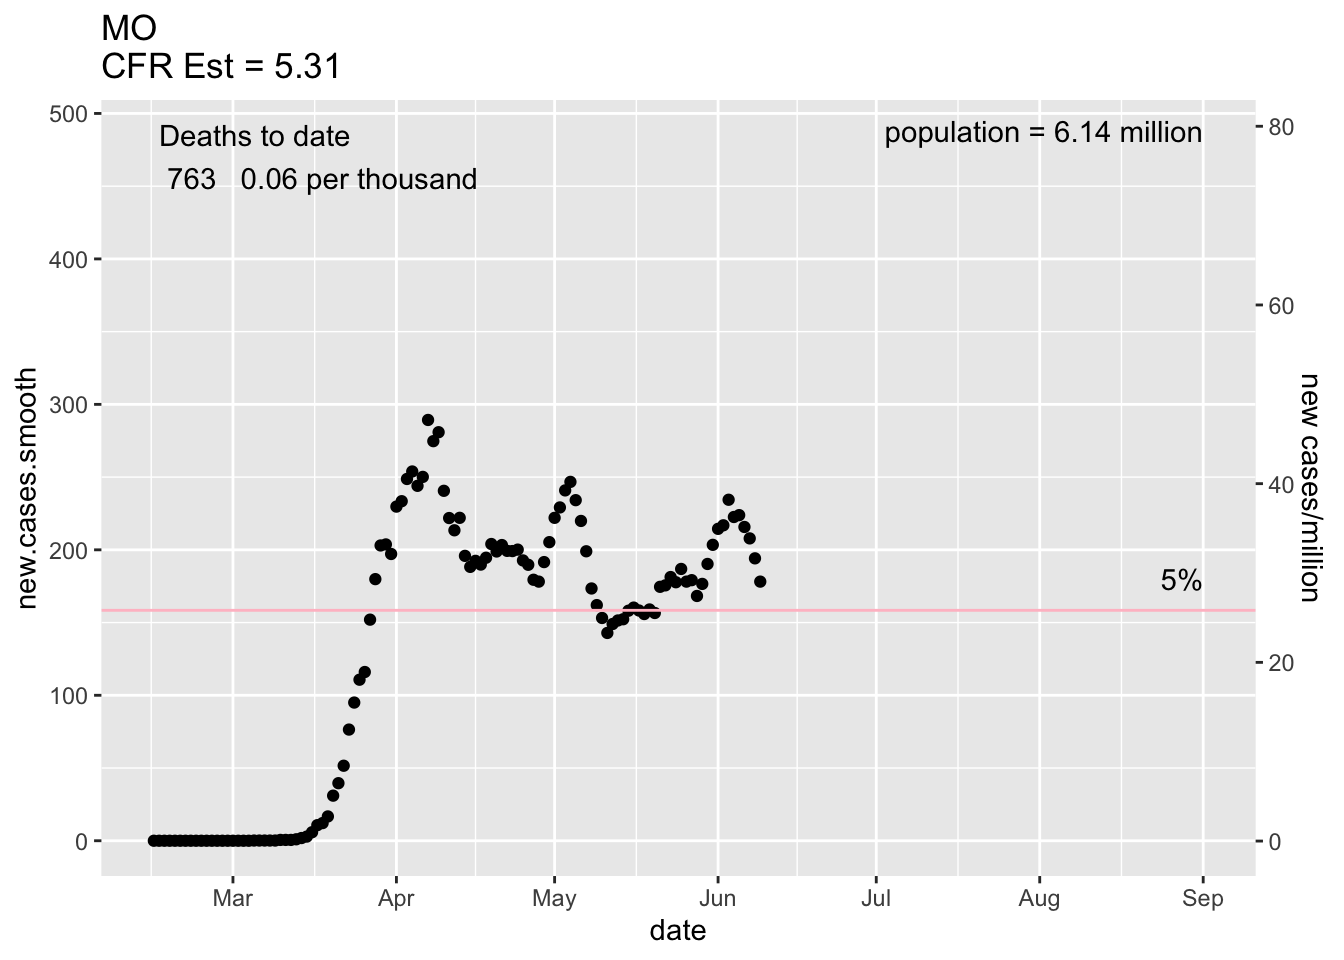 MO
CFR Est = 5.31
Deaths to date
763 0.06 per thousand
population = 6.14 million
500
400
300
200
100
0
new.cases.smooth
80
60
40
20
0
new cases/million
5%
Mar Apr May Jun Jul Aug Sep
date